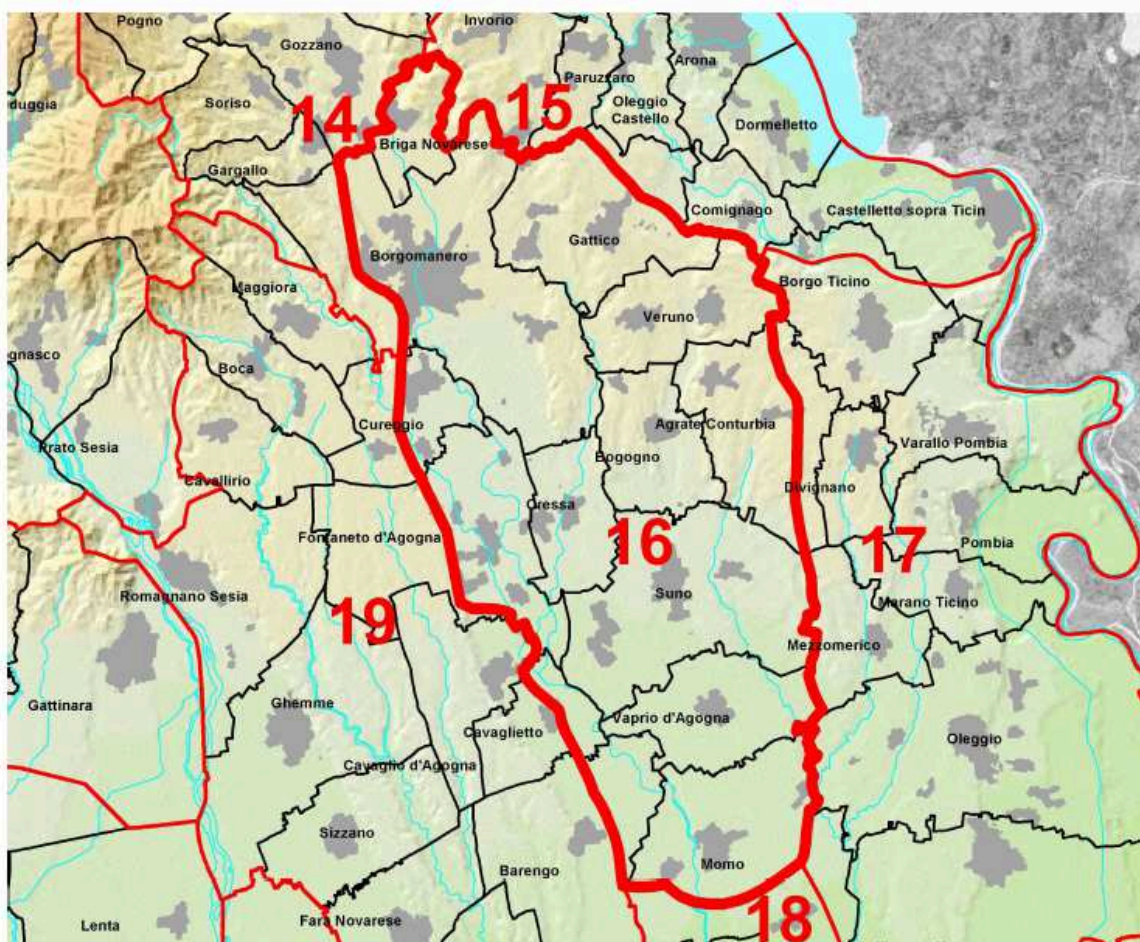 Pogno
Invorio
Gozzano
Arona
Paruzzaro
duggia
Soriso
14
15
Oleggio
Castello
Dormelletto
Briga Novarese
Gargallo
Comignago
Castelletto sopra Ticin
Gattico
Borgomanero
Maggiora
Borgo Ticino
Veruno
gnasco
Boca
Cureggio
Agrate Conturbia
Varallo Pombia
Prato Sesia
Bogogno
Cavallirio
Divignano
Cressa
Fontaneto d'Agogna
16
17
Pombia
Romagnano Sesia
Suno
Marano Ticino
19
Mezzomerico
Ghemme
Gattinara
Vaprio d'Agogna
Cavaglietto
Oleggio
Cavaglio d'Agogna
Sizzano
Momo
Barengo
Fara Novarese
18
Lenta